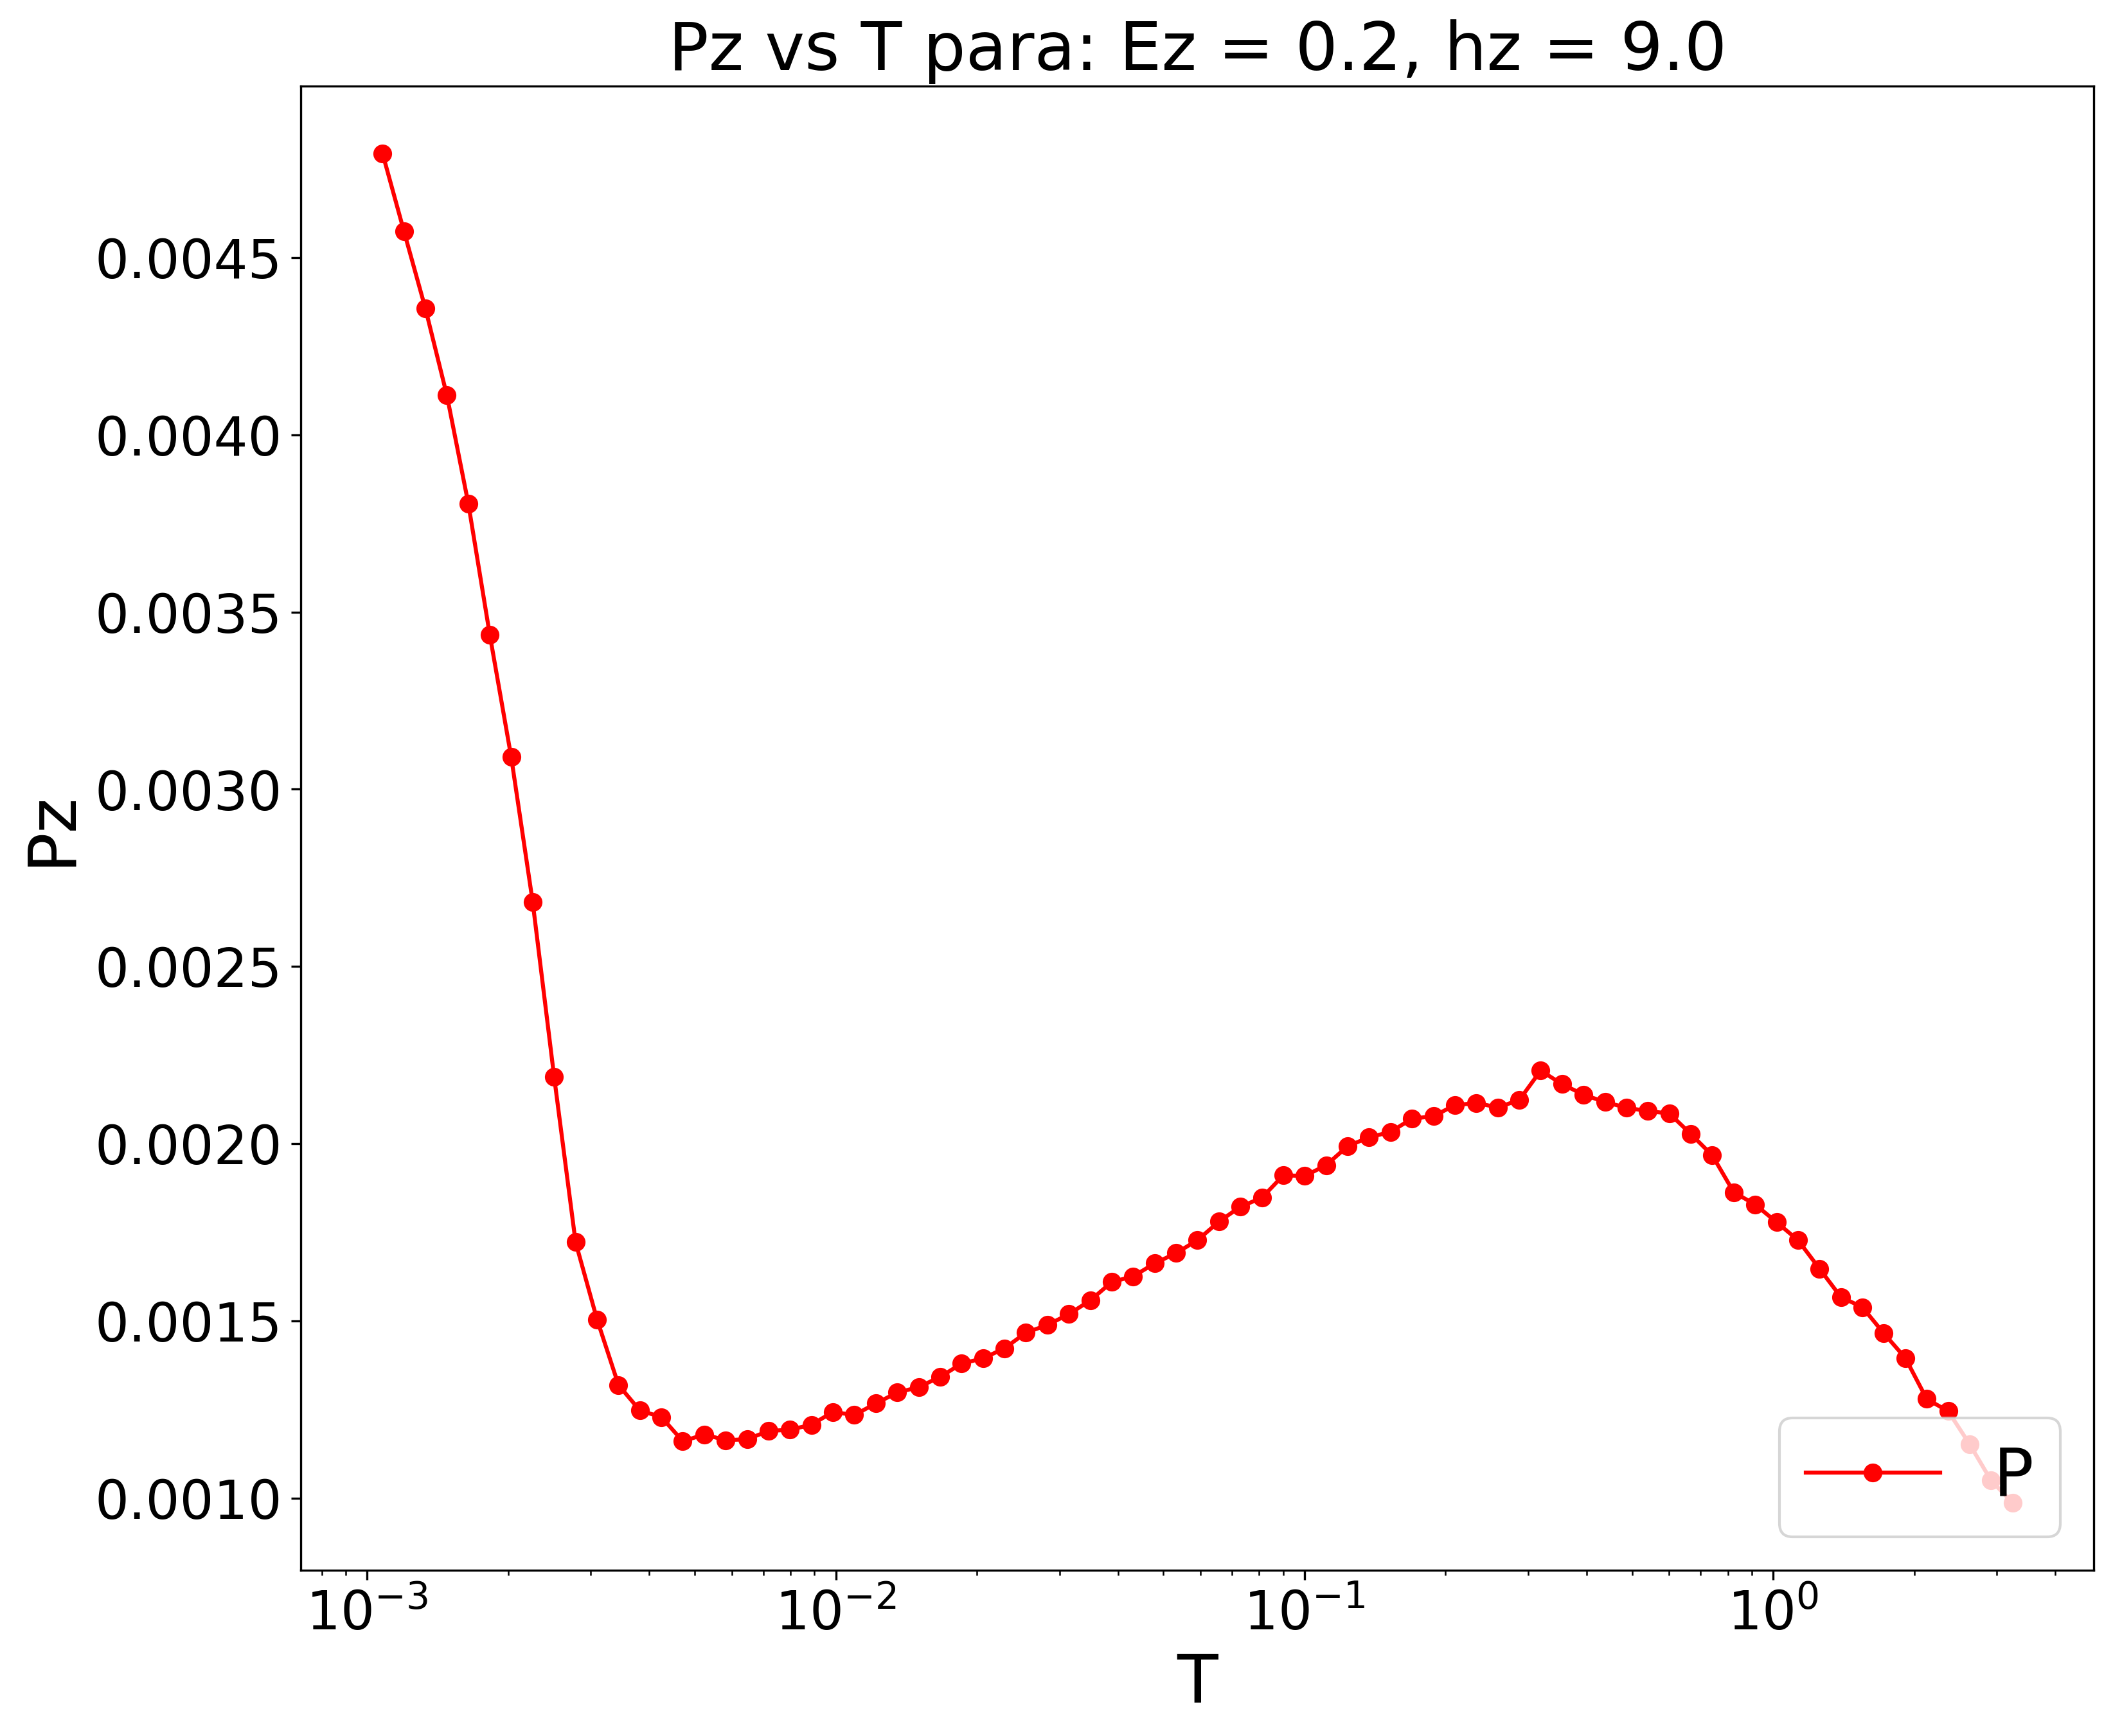 Pz vs T para: Ez = 0.2, hz = 9.0
Pz
0.0045
0.0040
0.0035
0.0030
0.0025
0.0020
0.0015
0.0010
P
10⁻³ 10⁻² 10⁻¹ 10⁰
T